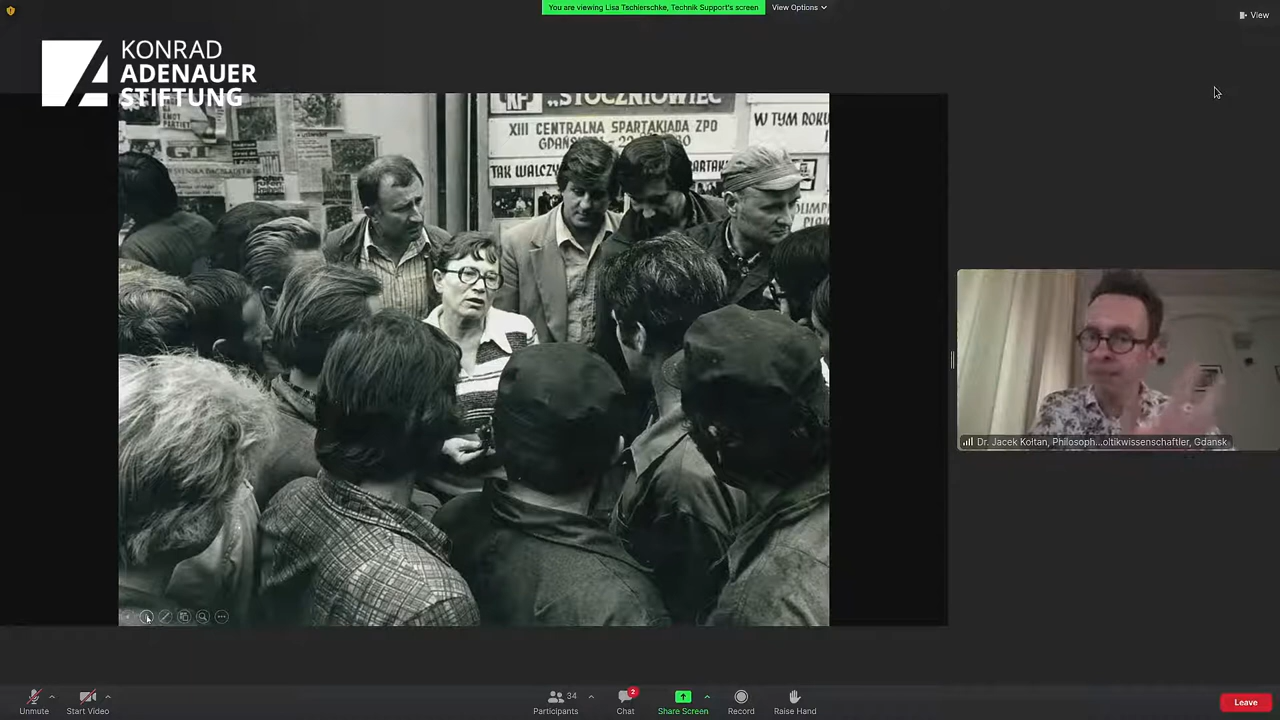 You are viewing Lisa Tschierschke, Technik Support's screen
View Options
View
KONRAD
ADENAUER
STIFTUNG
KFJ „STOCZNIOWIEC
XIII CENTRALNA SPARTAKIADA ZPO
W TYM ROKU
TAK WALCZY
Dr. Jacek Kołtan, Philosoph...oltikwissenschaftler, Gdansk
Unmute
Start Video
34
Participants
2
Chat
Share Screen
Record
Raise Hand
Leave